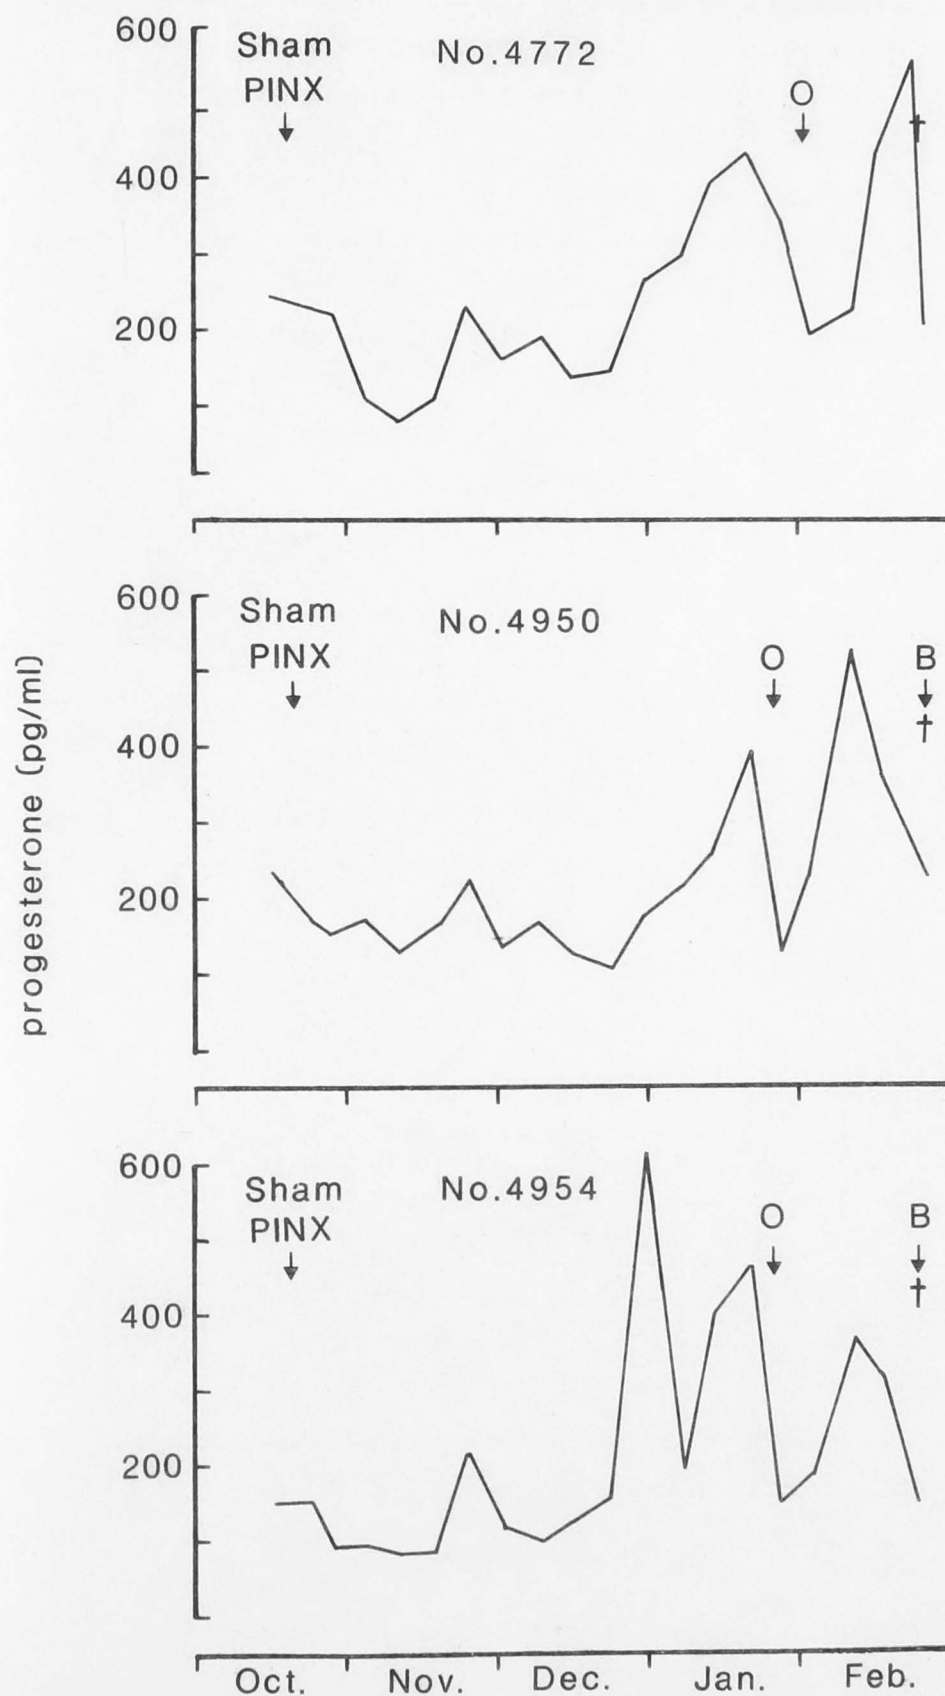 600
Sham
PINX
No.4772
O
†
400
200
progesterone (pg/ml)
600
Sham
PINX
No.4950
O
B
†
400
200
600
Sham
PINX
No.4954
O
B
†
400
200
Oct. Nov. Dec. Jan. Feb.